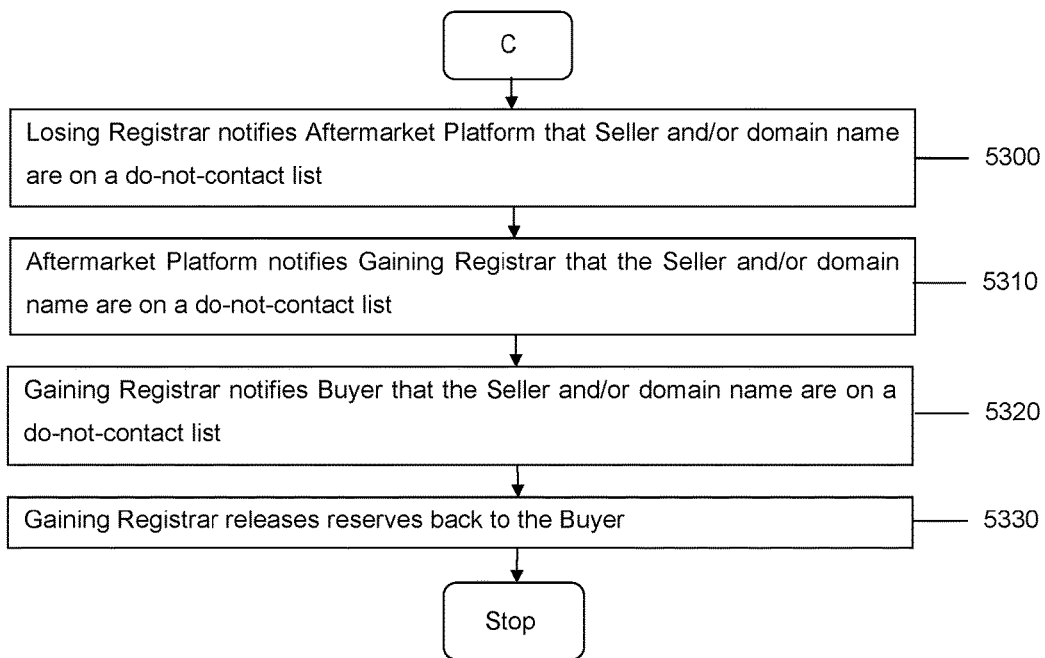 C
Losing Registrar notifies Aftermarket Platform that Seller and/or domain name
are on a do-not-contact list
5300
Aftermarket Platform notifies Gaining Registrar that the Seller and/or domain
name are on a do-not-contact list
5310
Gaining Registrar notifies Buyer that the Seller and/or domain name are on a
do-not-contact list
5320
Gaining Registrar releases reserves back to the Buyer
5330
Stop